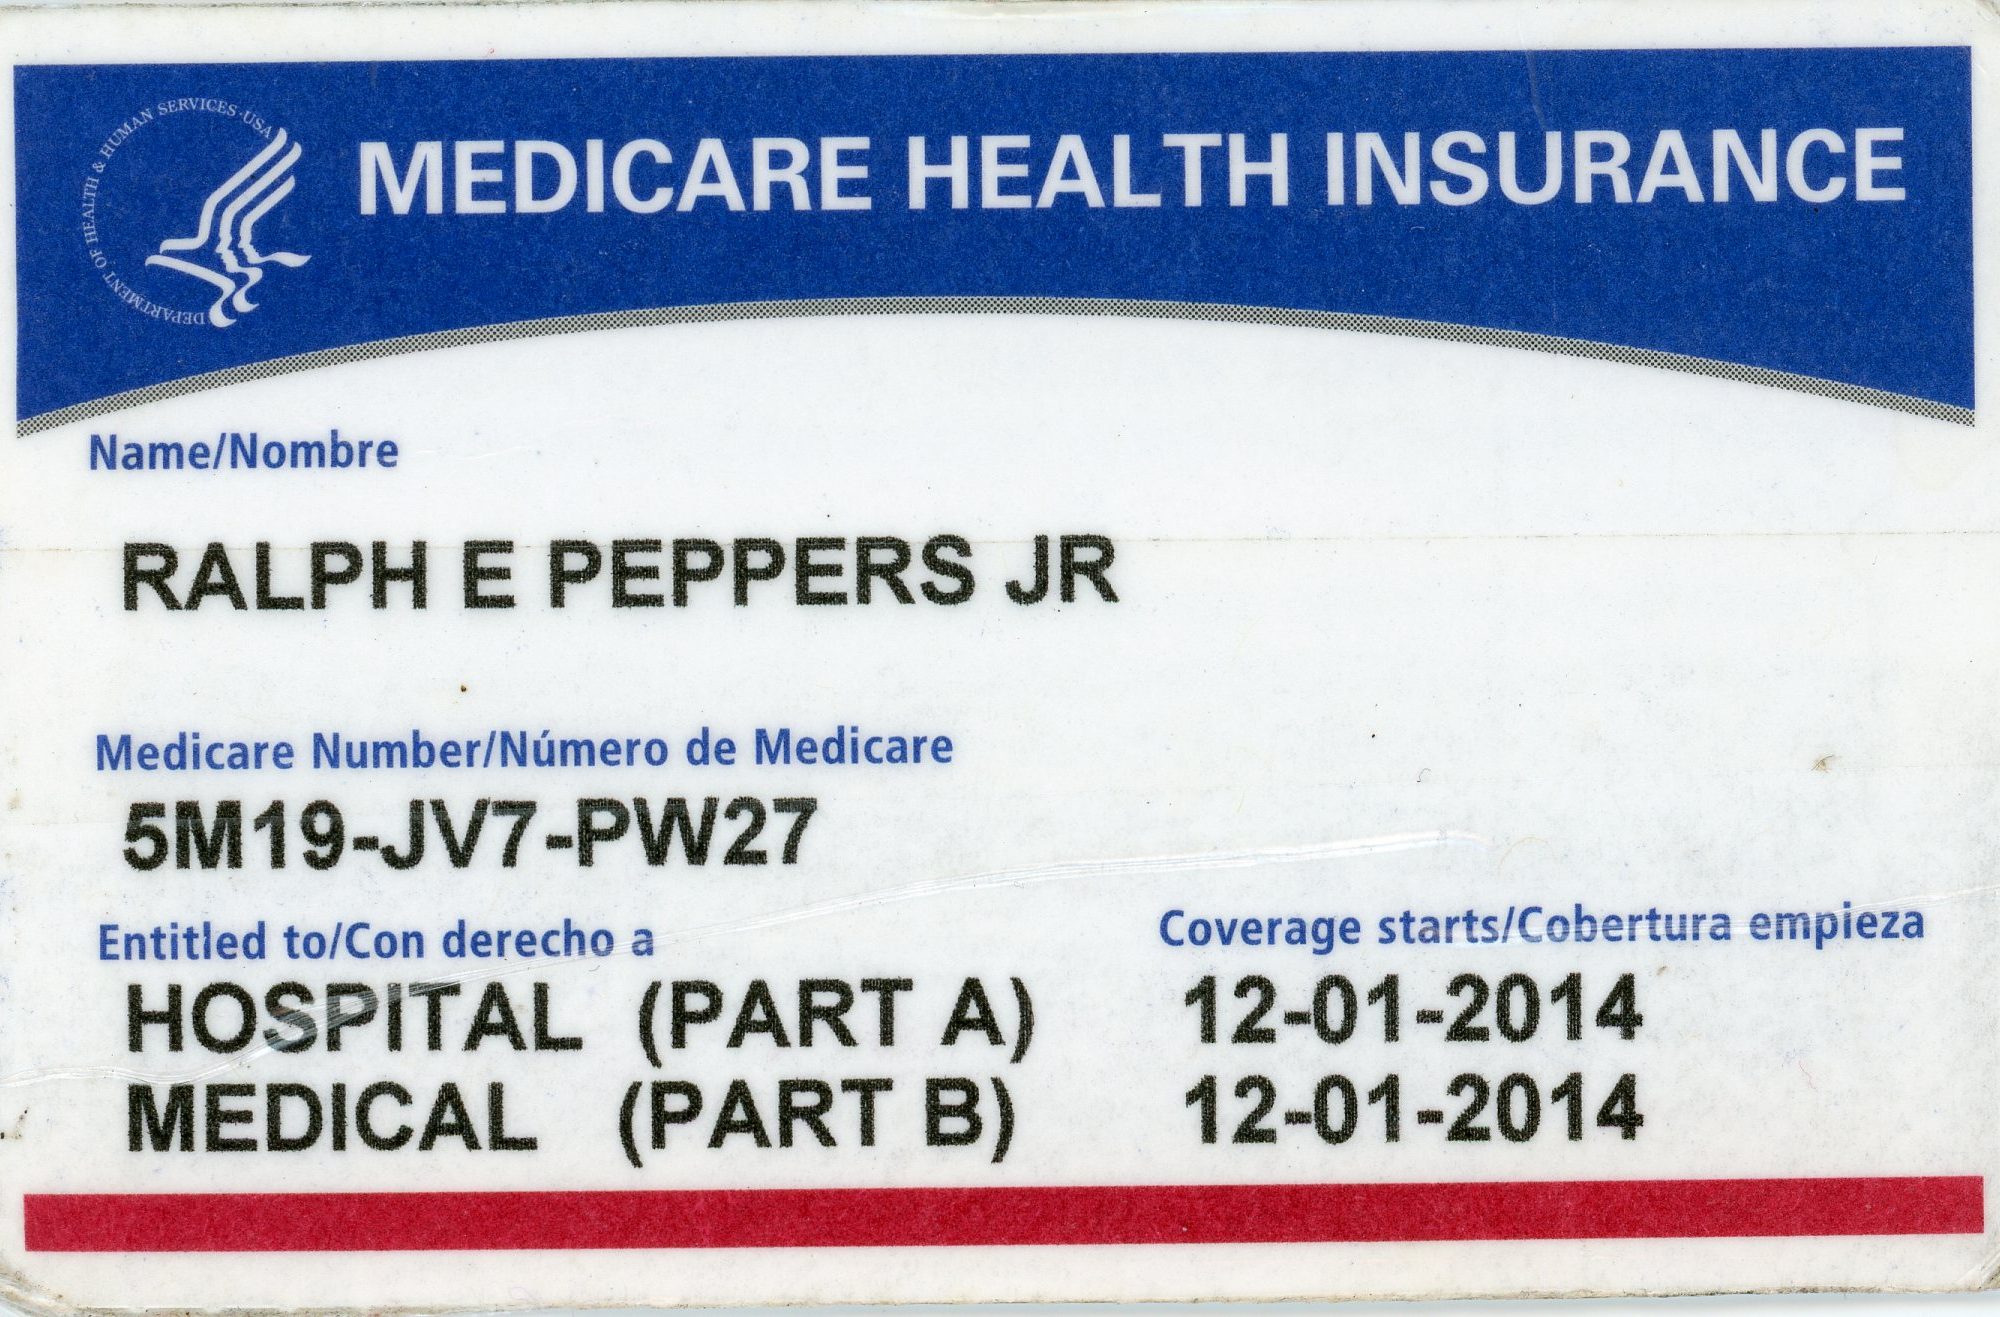 DEPARTMENT OF HEALTH & HUMAN SERVICES · USA
MEDICARE HEALTH INSURANCE
Name/Nombre
RALPH E PEPPERS JR
Medicare Number/Número de Medicare
5M19-JV7-PW27
Entitled to/Con derecho a
Coverage starts/Cobertura empieza
HOSPITAL (PART A) 12-01-2014
MEDICAL (PART B) 12-01-2014